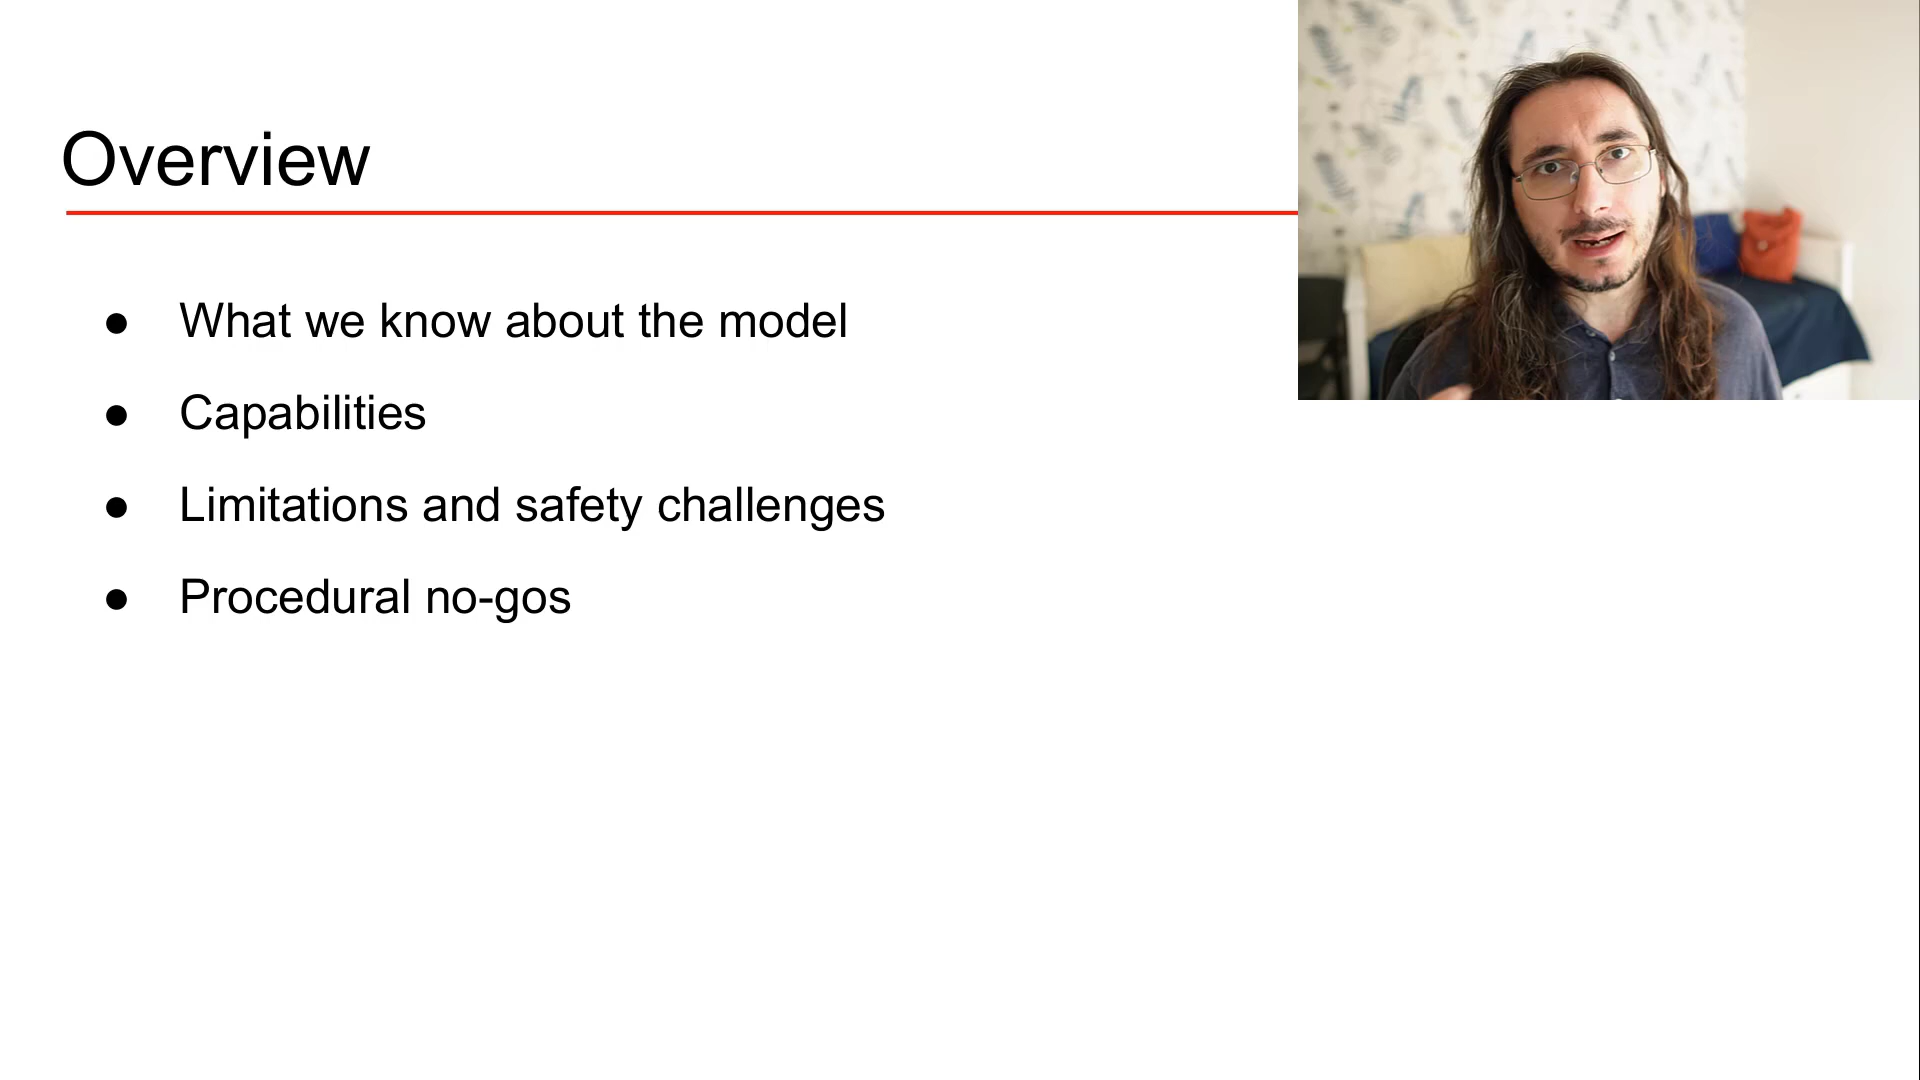 Overview
● What we know about the model
● Capabilities
● Limitations and safety challenges
● Procedural no-gos